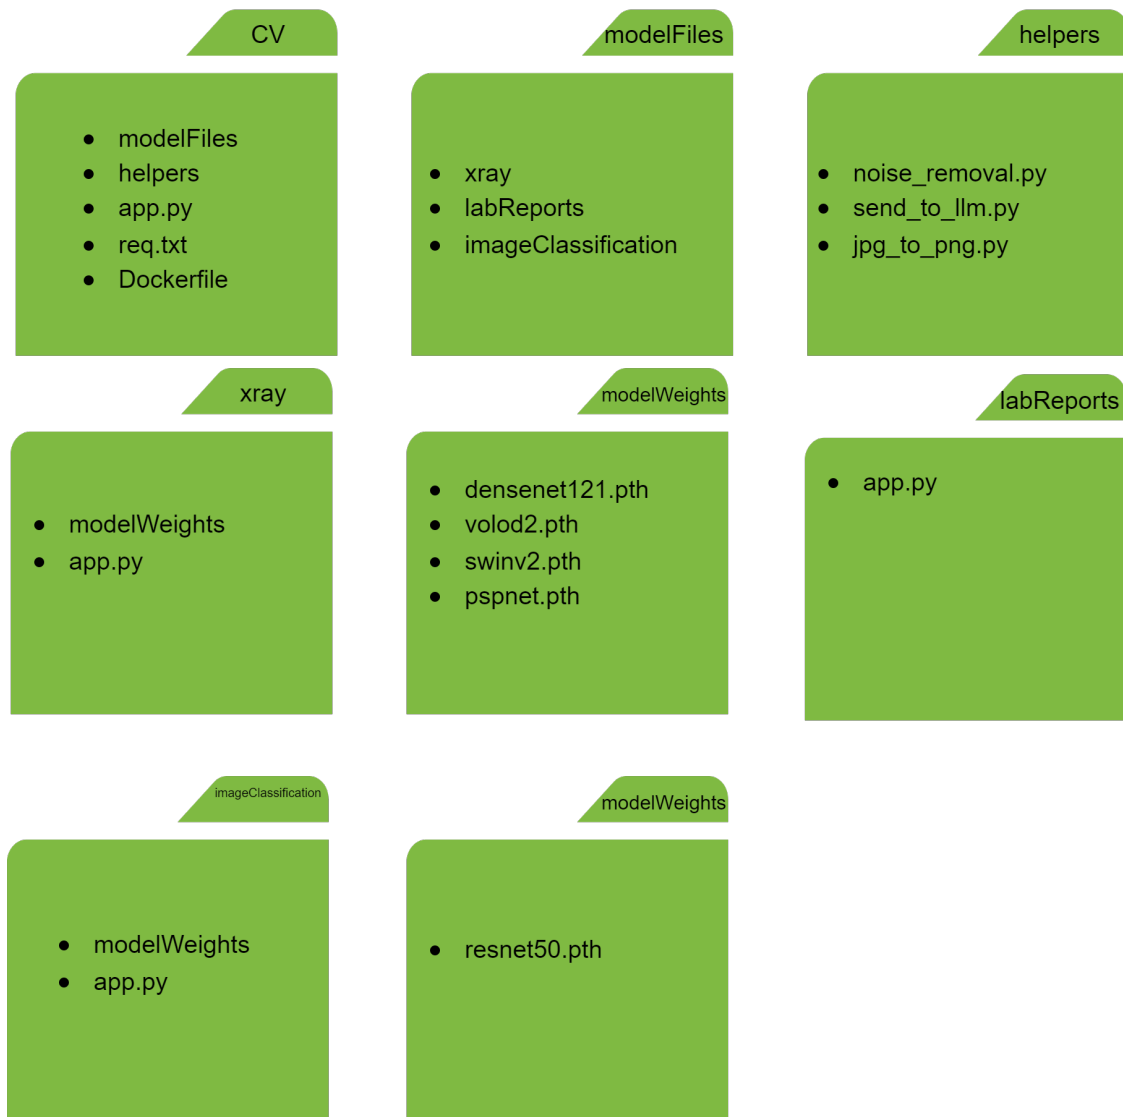 CV
modelFiles
helpers
app.py
req.txt
Dockerfile
modelFiles
xray
labReports
imageClassification
helpers
noise_removal.py
send_to_llm.py
jpg_to_png.py
xray
modelWeights
app.py
modelWeights
densenet121.pth
volod2.pth
swinv2.pth
pspnet.pth
labReports
app.py
imageClassification
modelWeights
app.py
modelWeights
resnet50.pth